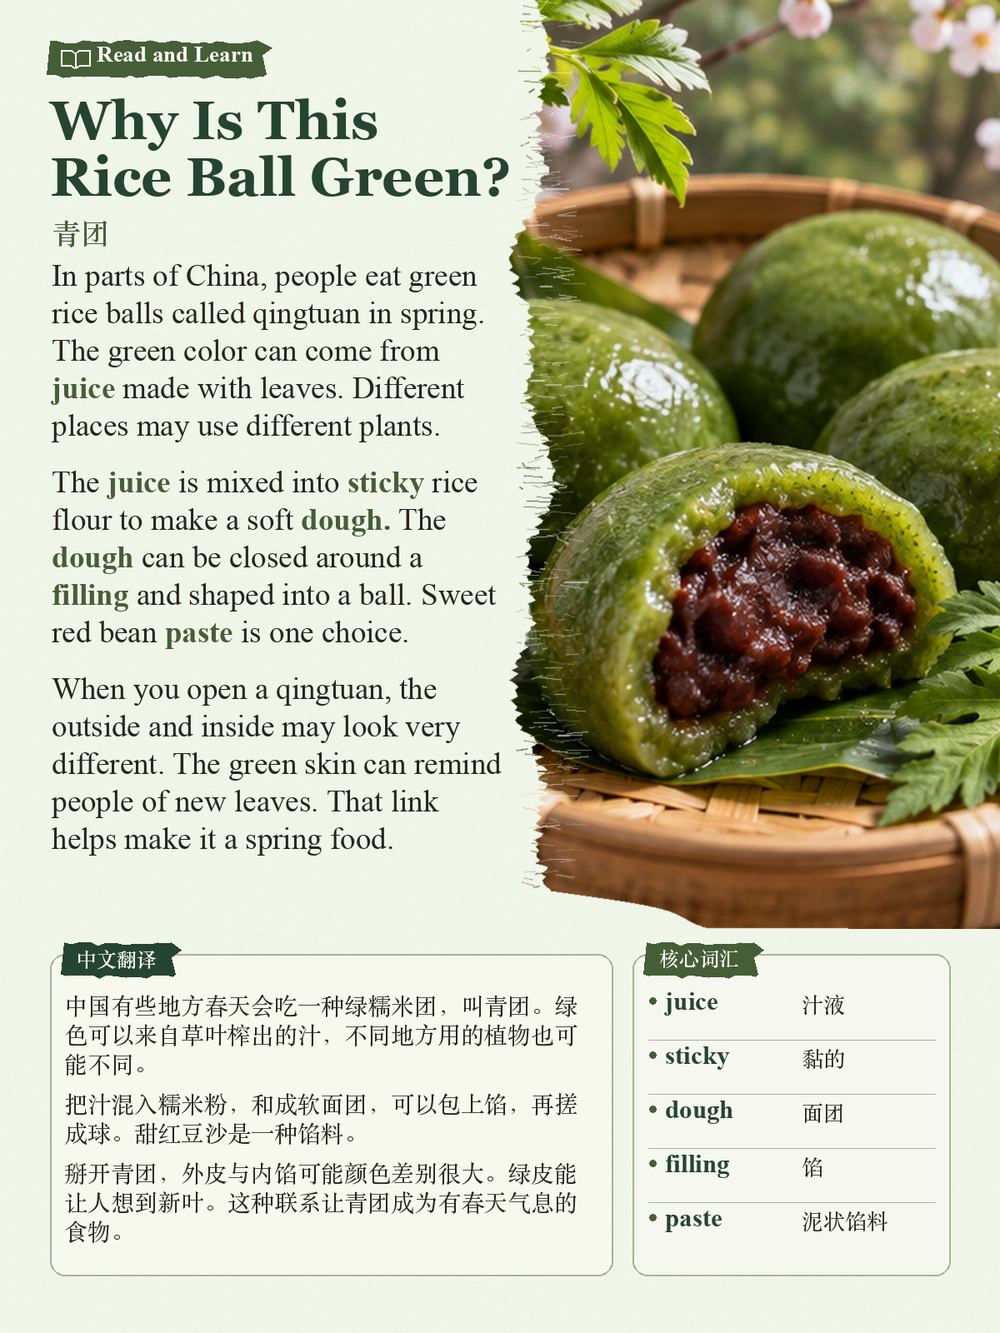 Read and Learn
Why Is This
Rice Ball Green?
青团
In parts of China, people eat green
rice balls called qingtuan in spring.
The green color can come from
juice made with leaves. Different
places may use different plants.
The juice is mixed into sticky rice
flour to make a soft dough. The
dough can be closed around a
filling and shaped into a ball. Sweet
red bean paste is one choice.
When you open a qingtuan, the
outside and inside may look very
different. The green skin can remind
people of new leaves. That link
helps make it a spring food.
中文翻译
中国有些地方春天会吃一种绿糯米团，叫青团。绿
色可以来自草叶榨出的汁，不同地方用的植物也可
能不同。
把汁混入糯米粉，和成软面团，可以包上馅，再搓
成球。甜红豆沙是一种馅料。
掰开青团，外皮与内馅可能颜色差别很大。绿皮能
让人想到新叶。这种联系让青团成为有春天气息的
食物。
核心词汇
• juice 汁液
• sticky 黏的
• dough 面团
• filling 馅
• paste 泥状馅料